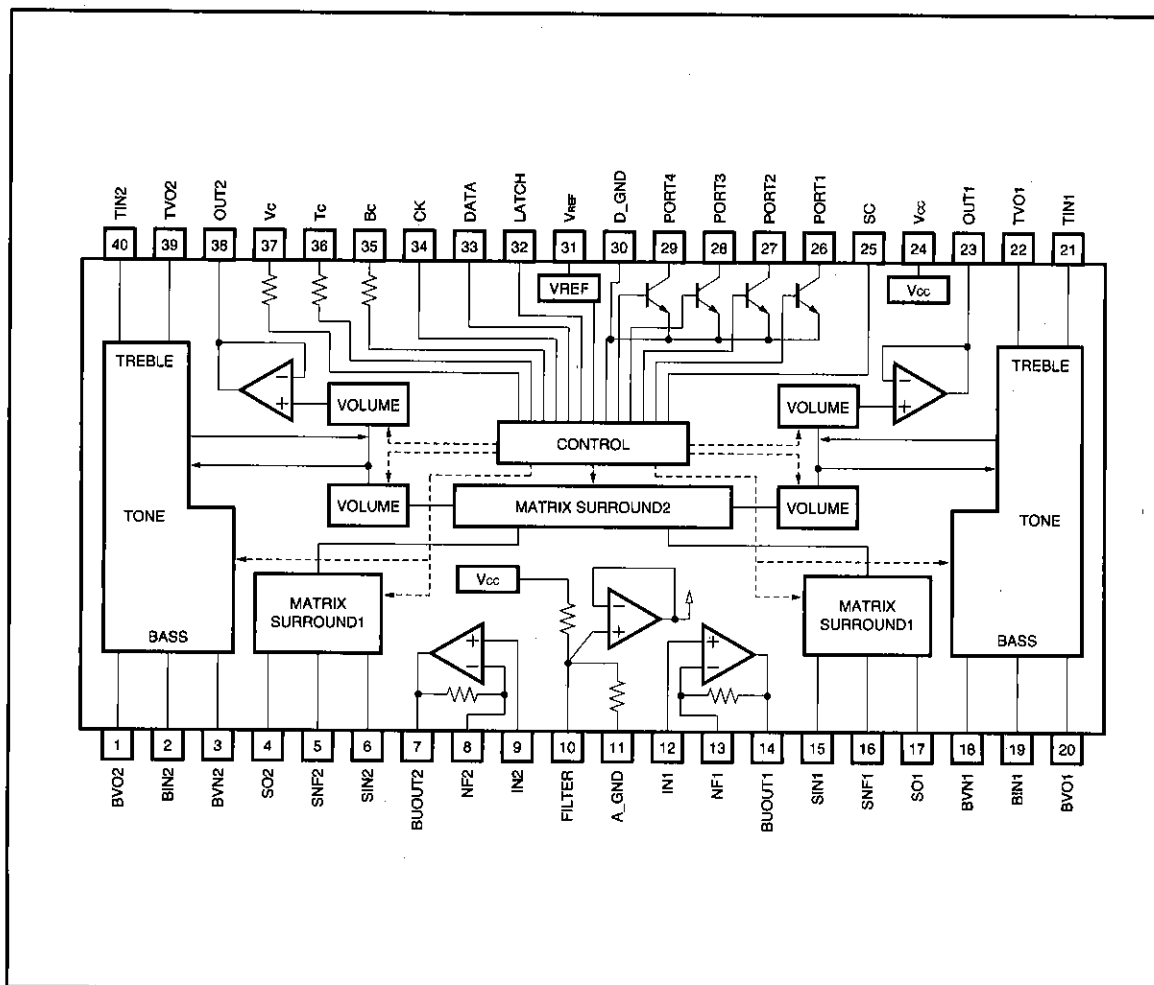 TIN2 TVO2 OUT2 Vc Tc Bc CK DATA LATCH VREF D_GND PORT4 PORT3 PORT2 PORT1 SC Vcc OUT1 TVO1 TIN1
40 39 38 37 36 35 34 33 32 31 30 29 28 27 26 25 24 23 22 21
VREF Vcc
TREBLE TREBLE
− + − +
VOLUME VOLUME
CONTROL
VOLUME MATRIX SURROUND2 VOLUME
TONE TONE
Vcc
MATRIX
SURROUND1
MATRIX
SURROUND1
− +
BASS BASS
+ − + −
1 2 3 4 5 6 7 8 9 10 11 12 13 14 15 16 17 18 19 20
BVO2 BIN2 BVN2 SO2 SNF2 SIN2 BUOUT2 NF2 IN2 FILTER A_GND IN1 NF1 BUOUT1 SIN1 SNF1 SO1 BVN1 BIN1 BVO1